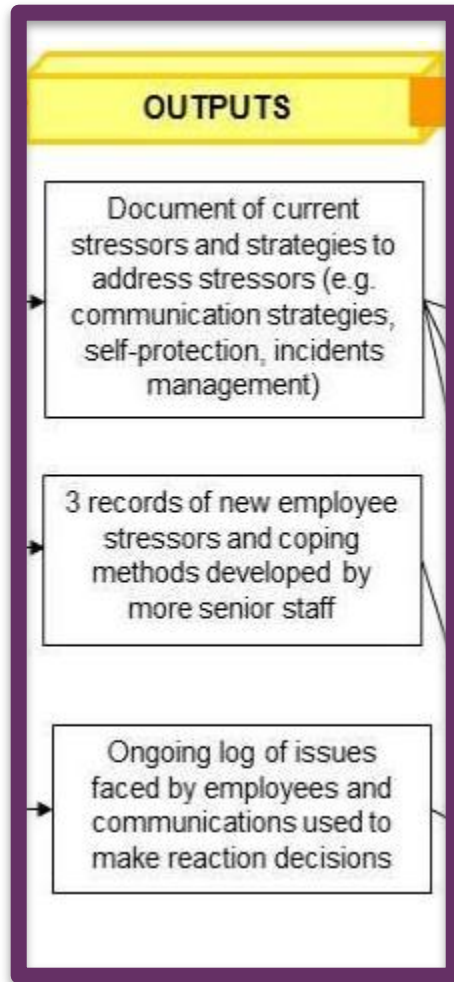 OUTPUTS
Document of current
stressors and strategies to
address stressors (e.g.
communication strategies,
self-protection, incidents
management)
3 records of new employee
stressors and coping
methods developed by
more senior staff
Ongoing log of issues
faced by employees and
communications used to
make reaction decisions